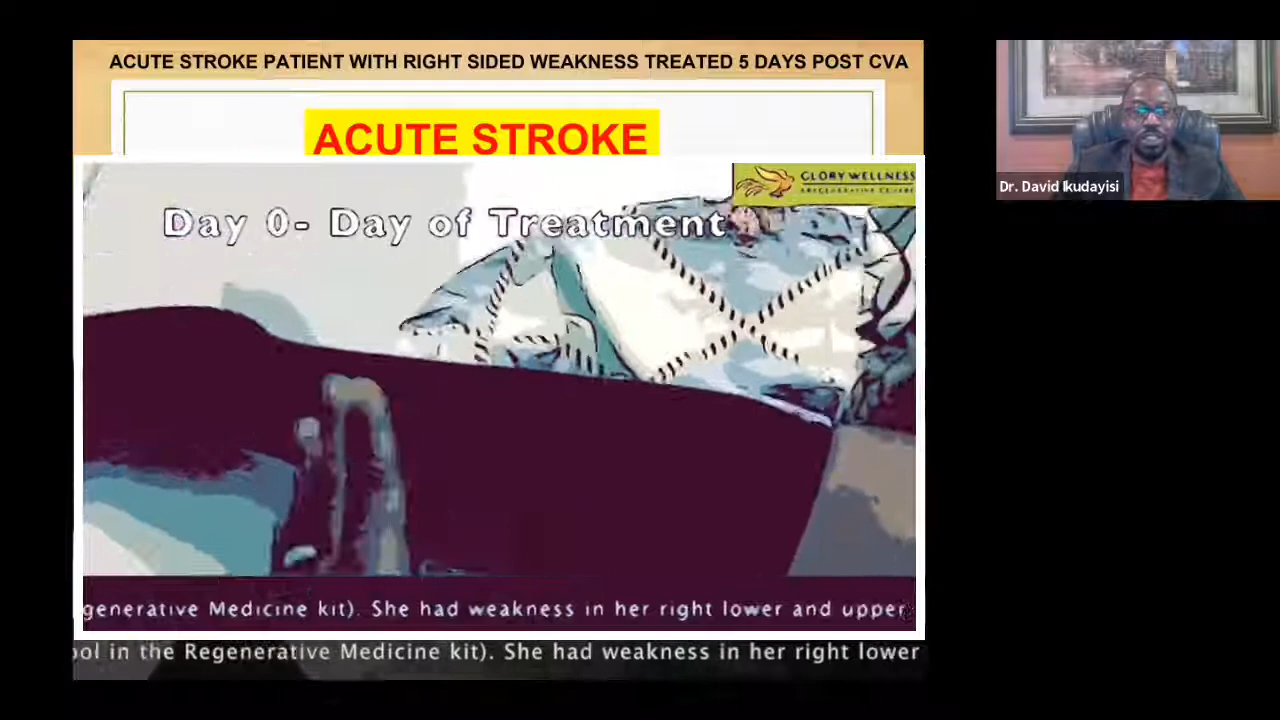 ACUTE STROKE PATIENT WITH RIGHT SIDED WEAKNESS TREATED 5 DAYS POST CVA
ACUTE STROKE
GLORY WELLNESS
Day 0- Day of Treatment
generative Medicine kit). She had weakness in her right lower and upper
ool in the Regenerative Medicine kit). She had weakness in her right lower
Dr. David Ikudayisi